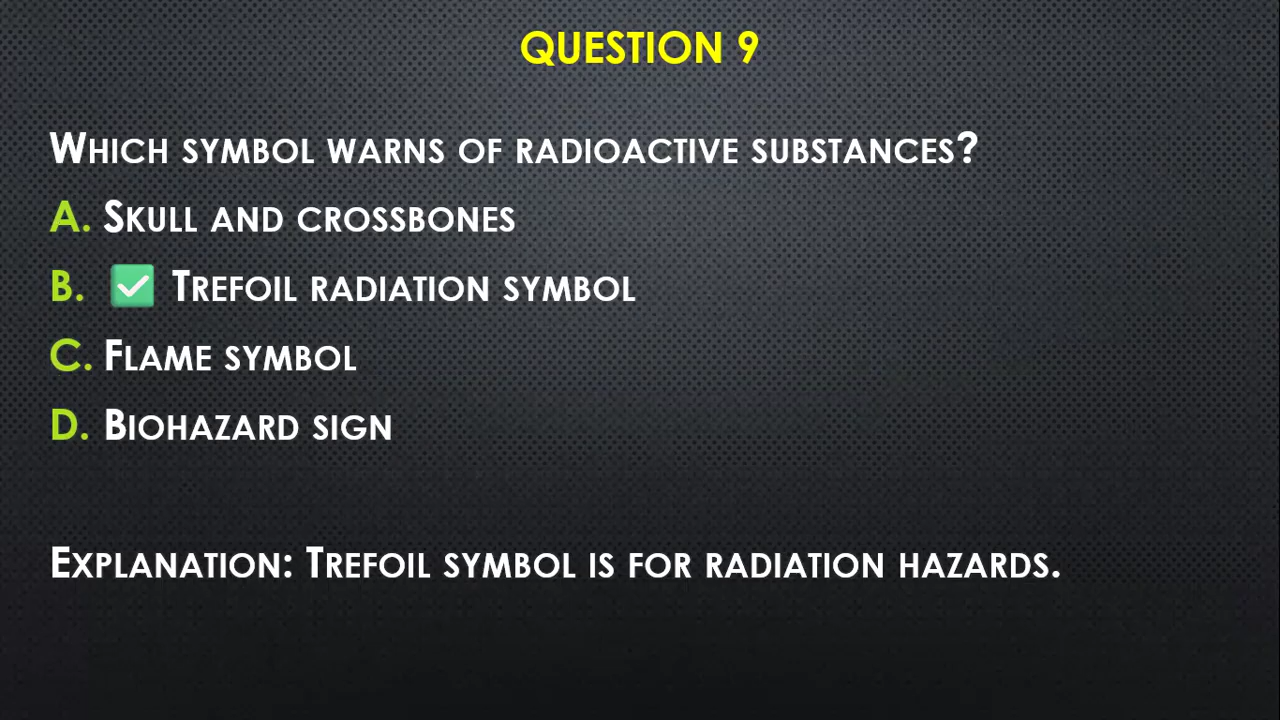 QUESTION 9
Which symbol warns of radioactive substances?
A. Skull and crossbones
B. ✅ Trefoil radiation symbol
C. Flame symbol
D. Biohazard sign
Explanation: Trefoil symbol is for radiation hazards.